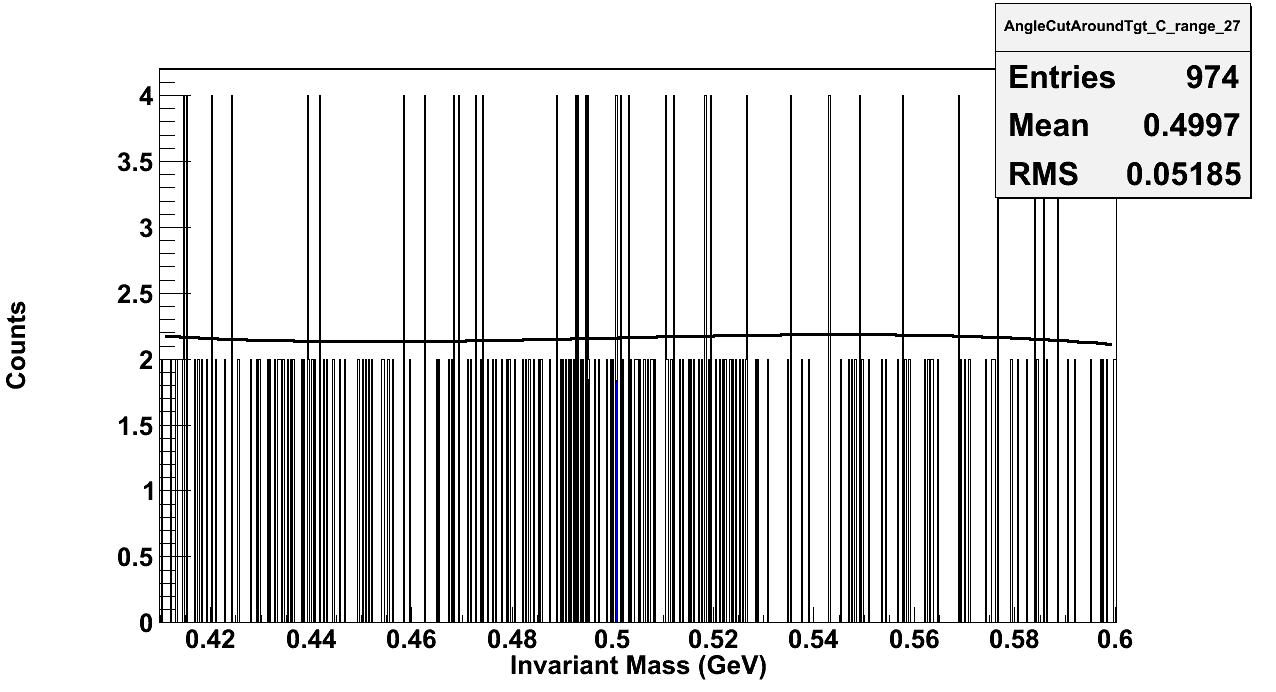 AngleCutAroundTgt_C_range_27
Entries 974
Mean 0.4997
RMS 0.05185
4
3.5
3
2.5
2
1.5
1
0.5
0
Counts
0.42 0.44 0.46 0.48 0.5 0.52 0.54 0.56 0.58 0.6
Invariant Mass (GeV)